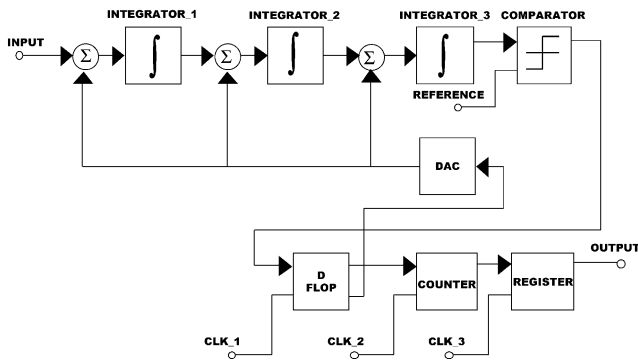 INTEGRATOR_1
INTEGRATOR_2
INTEGRATOR_3
COMPARATOR
INPUT
Σ
∫
Σ
∫
Σ
∫
REFERENCE
DAC
D
FLOP
COUNTER
REGISTER
OUTPUT
CLK_1
CLK_2
CLK_3